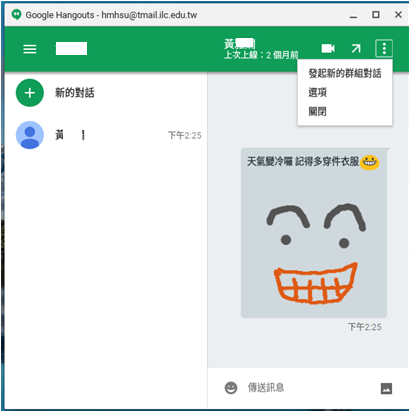 Google Hangouts - hmhsu@tmail.ilc.edu.tw
黃
上次上線：2 個月前
發起新的群組對話
選項
關閉
新的對話
黃
下午2:25
天氣變冷囉 記得多穿件衣服
下午2:25
傳送訊息